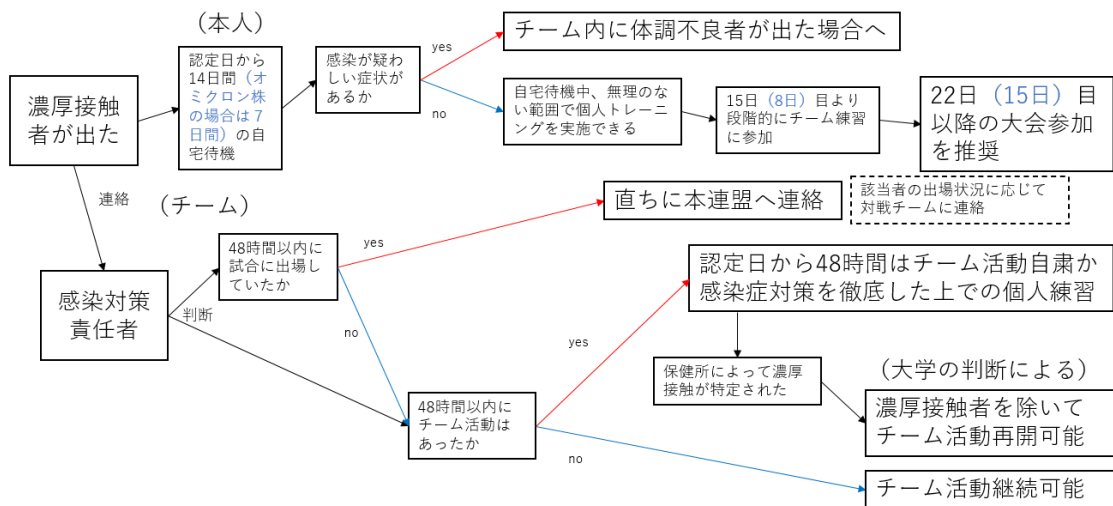 (本人)
濃厚接触
者が出た
認定日から
14日間(オ
ミクロン株
の場合は7
日間)の自
宅待機
感染が疑わ
しい症状が
あるか
yes
チーム内に体調不良者が出た場合へ
no
自宅待機中、無理のな
い範囲で個人トレーニ
ングを実施できる
15日(8日)目より
段階的にチーム練習
に参加
22日(15日)目
以降の大会参加
を推奨
連絡
(チーム)
感染対策
責任者
判断
48時間以内に
試合に出場し
ていたか
yes
直ちに本連盟へ連絡
該当者の出場状況に応じて
対戦チームに連絡
no
48時間以内に
チーム活動は
あったか
yes
認定日から48時間はチーム活動自粛か
感染症対策を徹底した上での個人練習
保健所によって濃厚
接触が特定された
(大学の判断による)
濃厚接触者を除いて
チーム活動再開可能
no
チーム活動継続可能